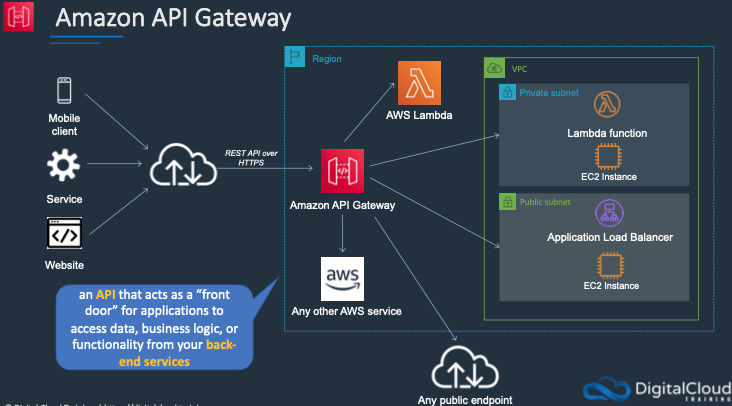 Amazon API Gateway
Region
VPC
Private subnet
AWS Lambda
Mobile
client
Lambda function
REST API over
HTTPS
EC2 Instance
Service
Amazon API Gateway
Public subnet
Application Load Balancer
Website
aws
EC2 Instance
an API that acts as a “front
door” for applications to
access data, business logic, or
functionality from your back-
end services
Any other AWS service
Any public endpoint
DigitalCloud
TRAINING